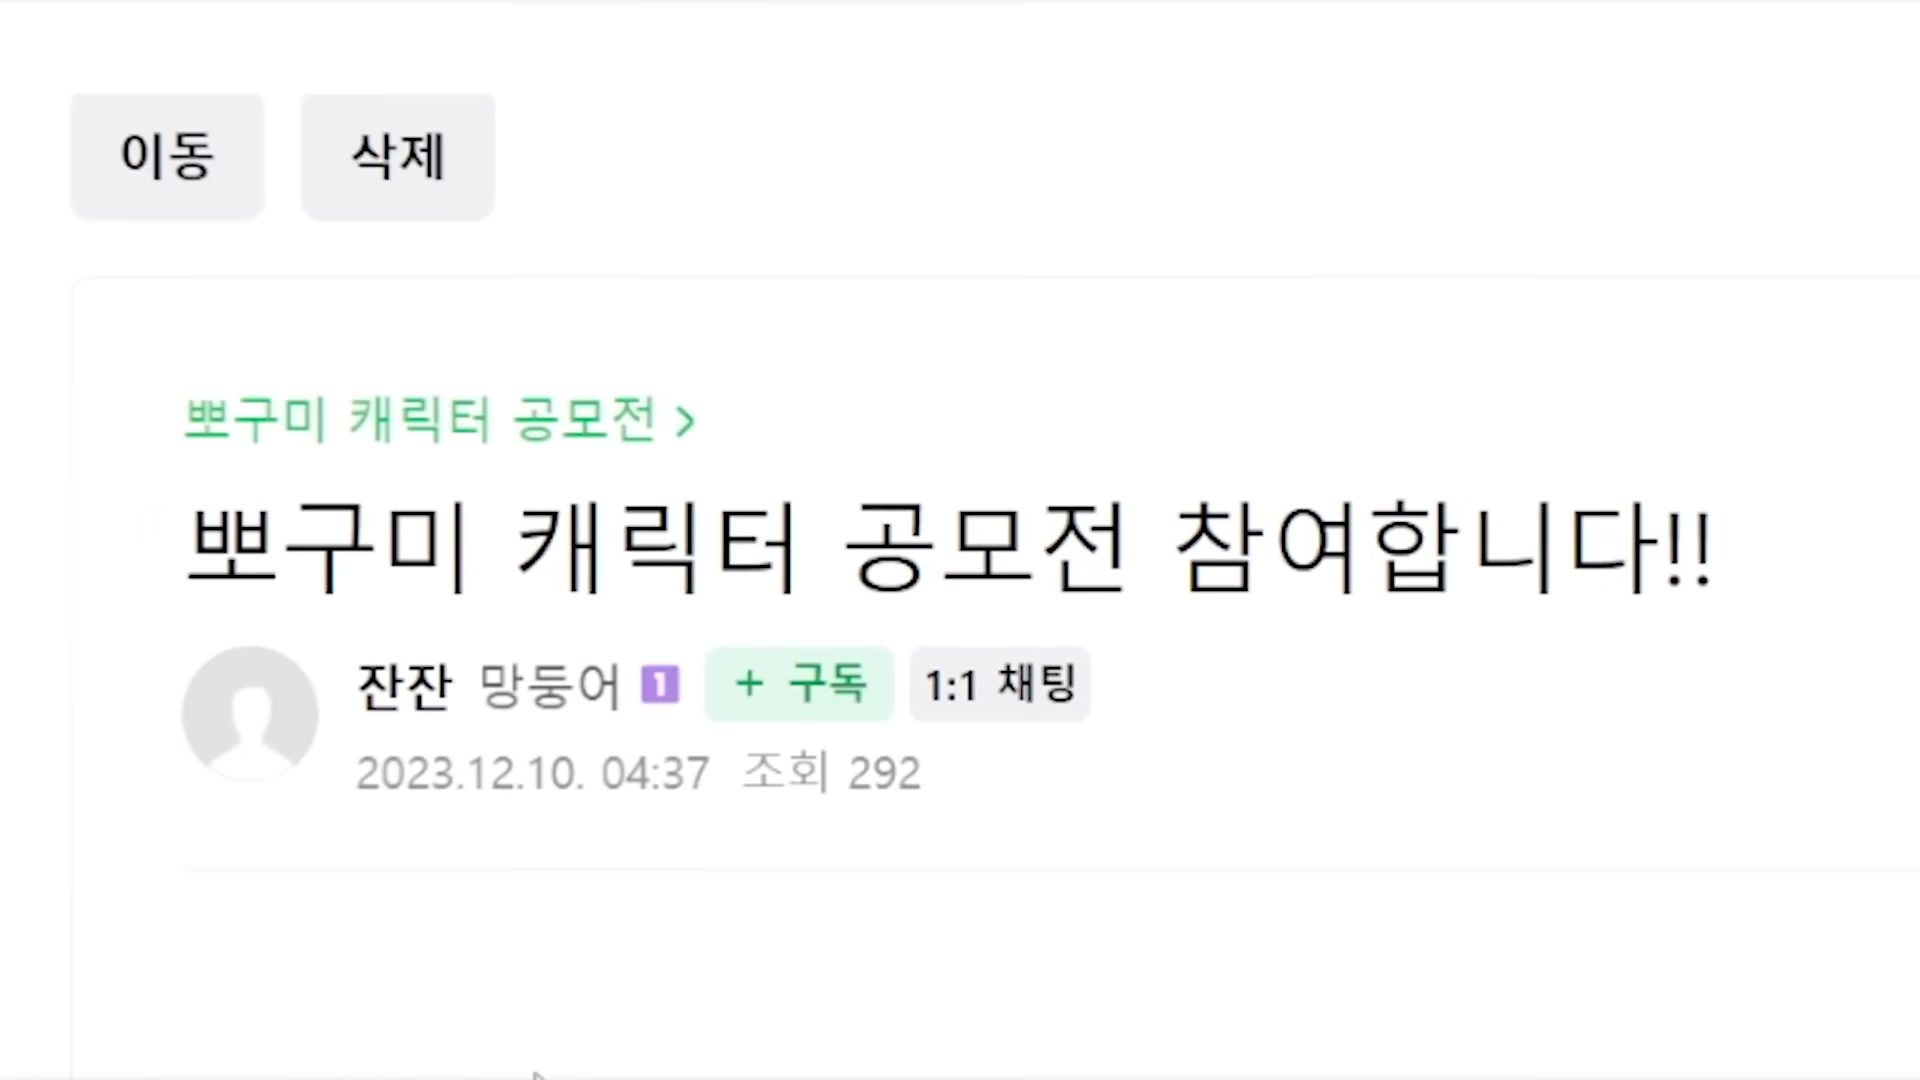 이동 삭제
뽀구미 캐릭터 공모전 >
뽀구미 캐릭터 공모전 참여합니다!!
잔잔 망둥어 1 + 구독 1:1 채팅
2023.12.10. 04:37 조회 292